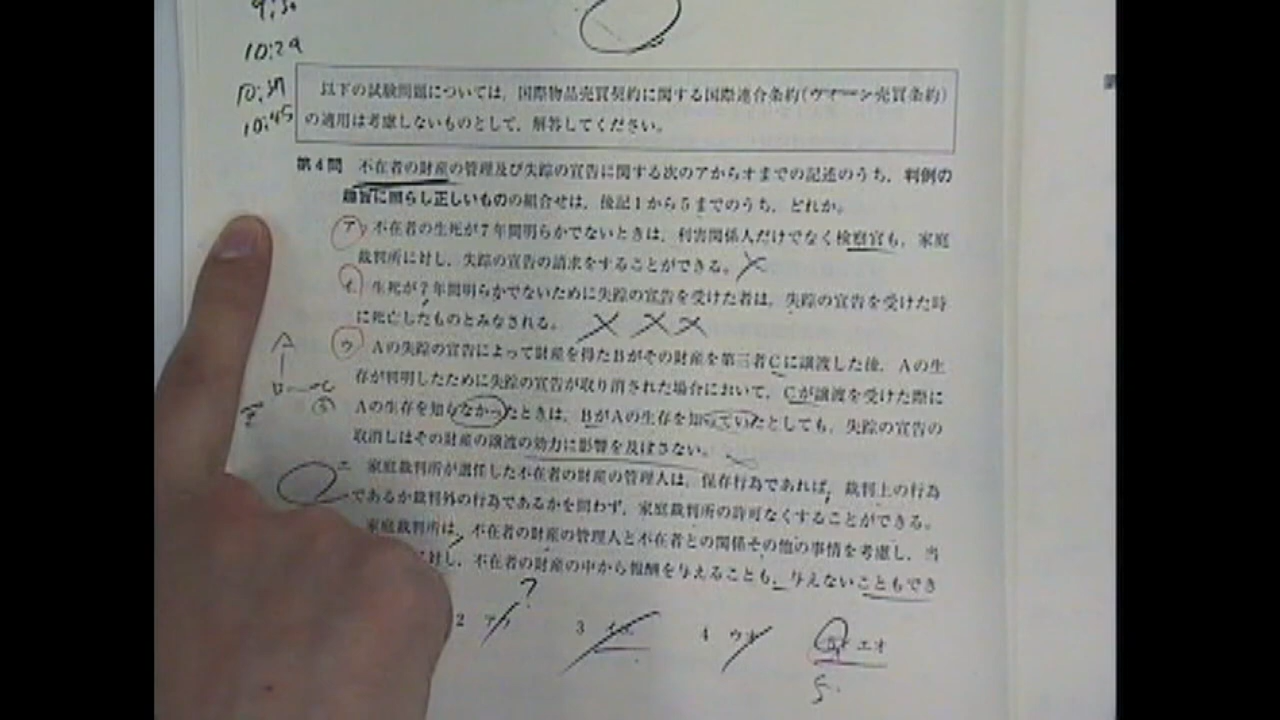 9:30
10:29
10:37
10:45
以下の試験問題については，国際物品売買契約に関する国際連合条約(ウィーン売買条約)
の適用は考慮しないものとして，解答してください。
第4問 不在者の財産の管理及び失踪の宣告に関する次のアからオまでの記述のうち，判例の
趣旨に照らし正しいものの組合せは，後記1から5までのうち，どれか。
ア 不在者の生死が7年間明らかでないときは，利害関係人だけでなく検察官も，家庭
裁判所に対し，失踪の宣告の請求をすることができる。
イ 生死が7年間明らかでないために失踪の宣告を受けた者は，失踪の宣告を受けた時
に死亡したものとみなされる。
ウ Aの失踪の宣告によって財産を得たBがその財産を第三者Cに譲渡した後，Aの生
存が判明したために失踪の宣告が取り消された場合において，Cが譲渡を受けた際に
Aの生存を知らなかったときは，BがAの生存を知っていたとしても，失踪の宣告の
取消しはその財産の譲渡の効力に影響を及ぼさない。
A
B C
エ 家庭裁判所が選任した不在者の財産の管理人は，保存行為であれば，裁判上の行為
であるか裁判外の行為であるかを問わず，家庭裁判所の許可なくすることができる。
家庭裁判所は，不在者の財産の管理人と不在者との関係その他の事情を考慮し，当
対し，不在者の財産の中から報酬を与えることも，与えないこともでき
?
2 アウ 3 イエ 4 ウオ エオ
5.